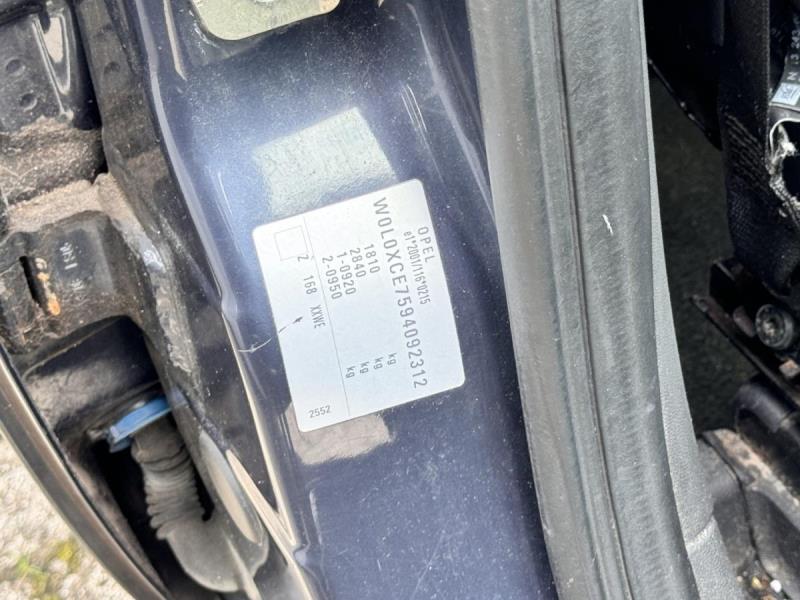 OPEL
e1*2001/116*0215
W0L0XCE7594092312
1810 kg
2840 kg
1-0920 kg
2-0950 kg
Z 168 XXWE
2552